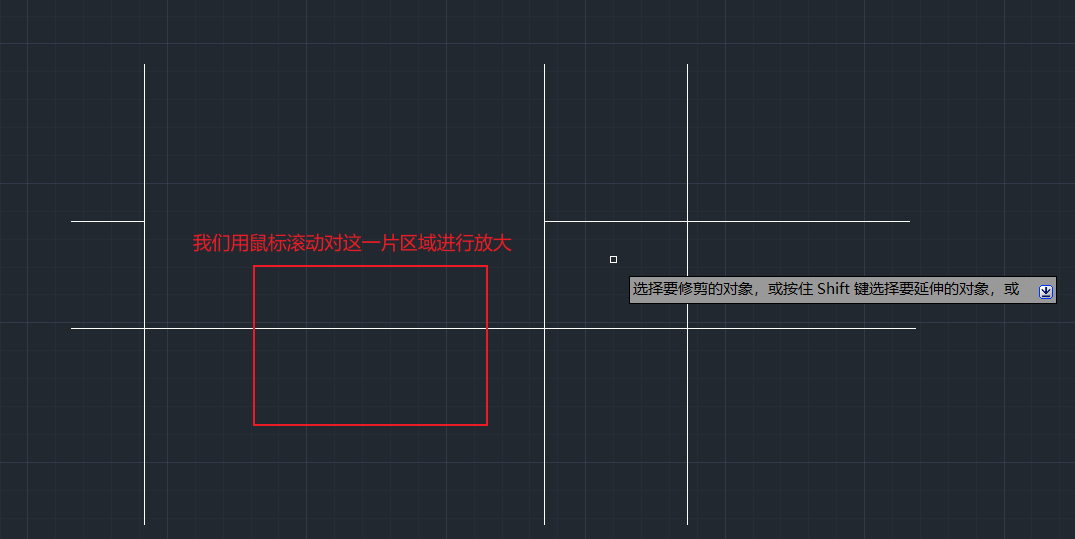 我们用鼠标滚动对这一片区域进行放大
选择要修剪的对象，或按住 Shift 键选择要延伸的对象，或